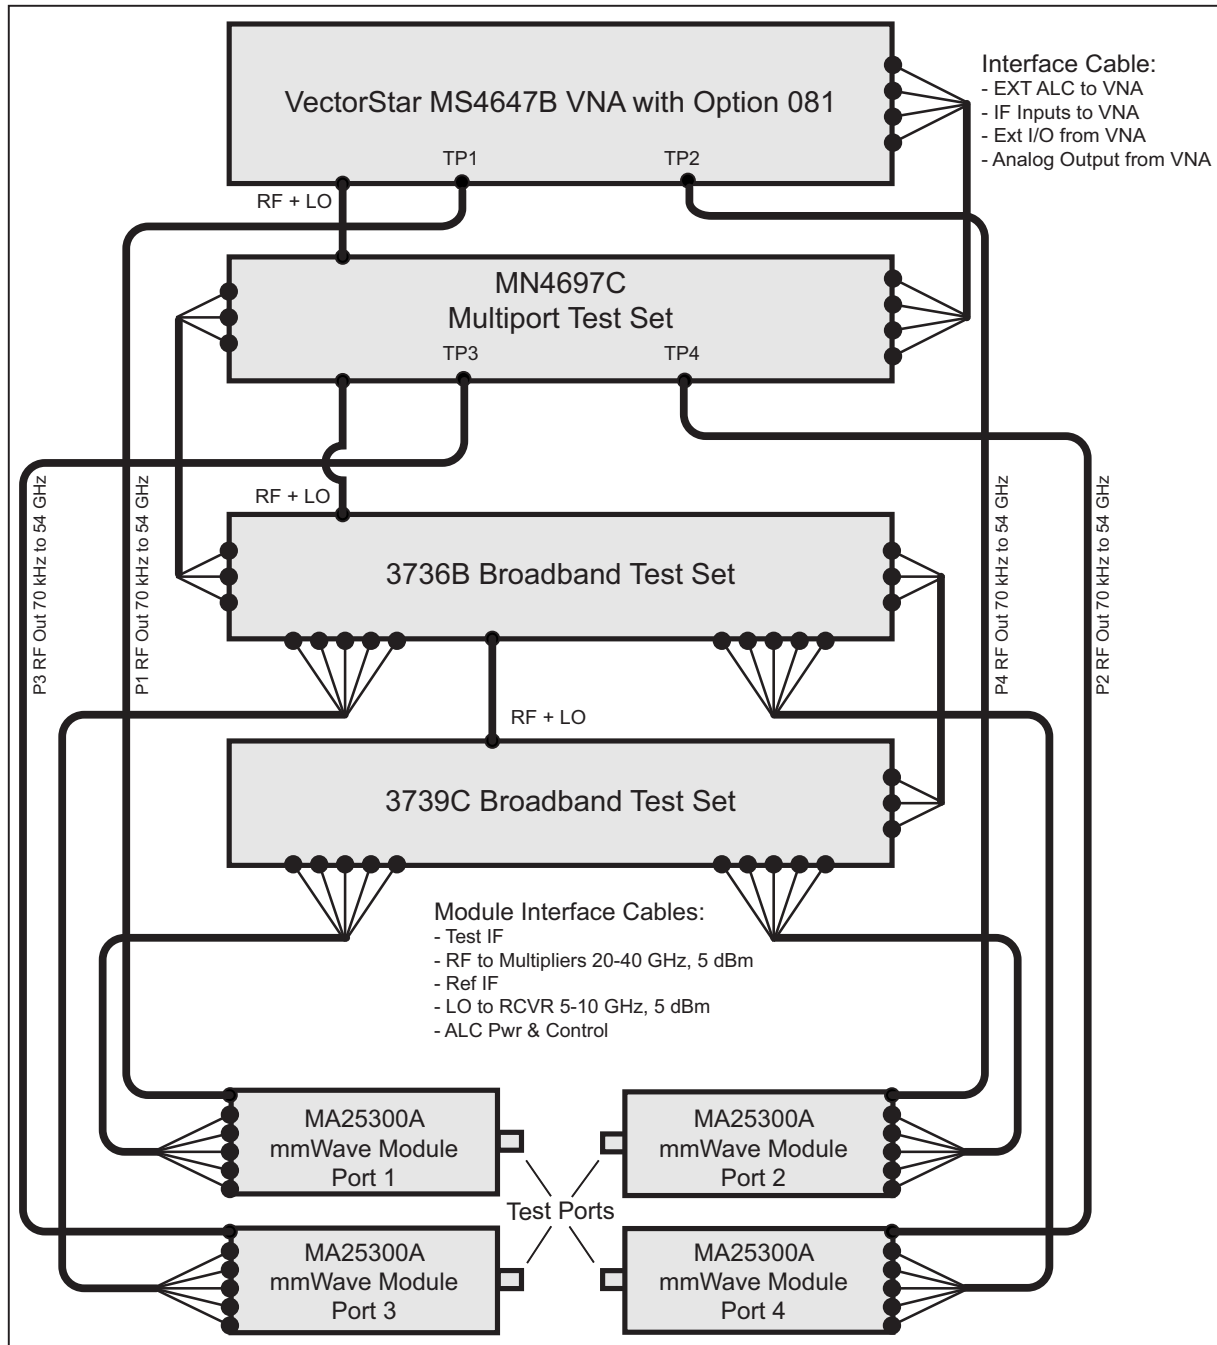 VectorStar MS4647B VNA with Option 081
TP1
TP2
Interface Cable:
- EXT ALC to VNA
- IF Inputs to VNA
- Ext I/O from VNA
- Analog Output from VNA
RF + LO
MN4697C
Multiport Test Set
TP3
TP4
RF + LO
P3 RF Out 70 kHz to 54 GHz
P1 RF Out 70 kHz to 54 GHz
P4 RF Out 70 kHz to 54 GHz
P2 RF Out 70 kHz to 54 GHz
3736B Broadband Test Set
RF + LO
3739C Broadband Test Set
Module Interface Cables:
- Test IF
- RF to Multipliers 20-40 GHz, 5 dBm
- Ref IF
- LO to RCVR 5-10 GHz, 5 dBm
- ALC Pwr & Control
MA25300A
mmWave Module
Port 1
MA25300A
mmWave Module
Port 2
Test Ports
MA25300A
mmWave Module
Port 3
MA25300A
mmWave Module
Port 4